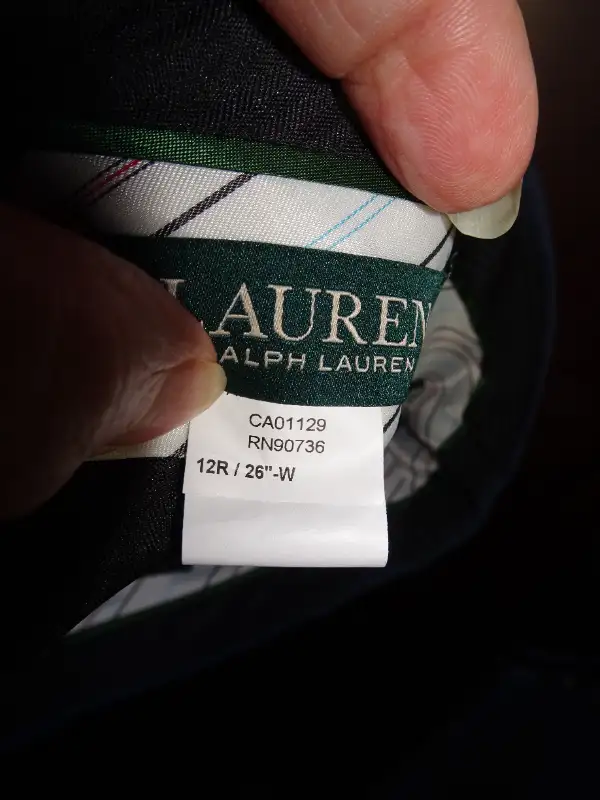 LAUREN
ALPH LAUREN
CA01129
RN90736
12R / 26"-W